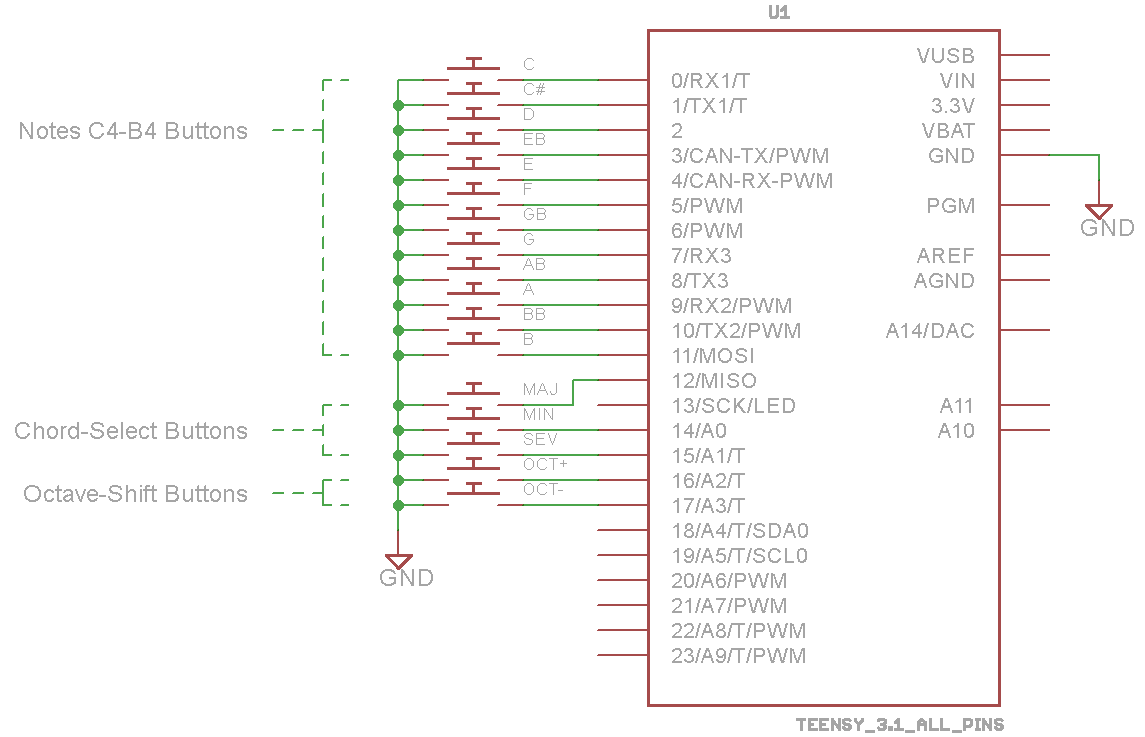 U1
C
C#
D
EB
E
F
GB
G
AB
A
BB
B
MAJ
MIN
SEV
OCT+
OCT-
Notes C4-B4 Buttons
Chord-Select Buttons
Octave-Shift Buttons
GND
0/RX1/T
1/TX1/T
2
3/CAN-TX/PWM
4/CAN-RX-PWM
5/PWM
6/PWM
7/RX3
8/TX3
9/RX2/PWM
10/TX2/PWM
11/MOSI
12/MISO
13/SCK/LED
14/A0
15/A1/T
16/A2/T
17/A3/T
18/A4/T/SDA0
19/A5/T/SCL0
20/A6/PWM
21/A7/PWM
22/A8/T/PWM
23/A9/T/PWM
VUSB
VIN
3.3V
VBAT
GND
PGM
AREF
AGND
A14/DAC
A11
A10
GND
TEENSY_3.1_ALL_PINS